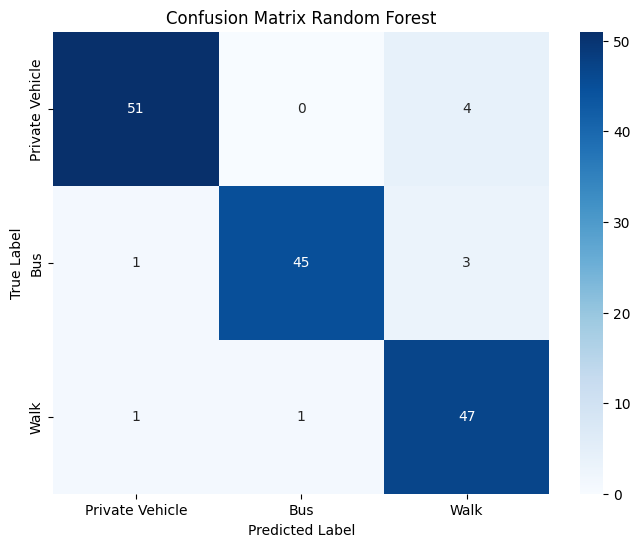 Confusion Matrix Random Forest
True Label
Private Vehicle
51 0 4
Bus
1 45 3
Walk
1 1 47
Private Vehicle Bus Walk
Predicted Label
50
40
30
20
10
0